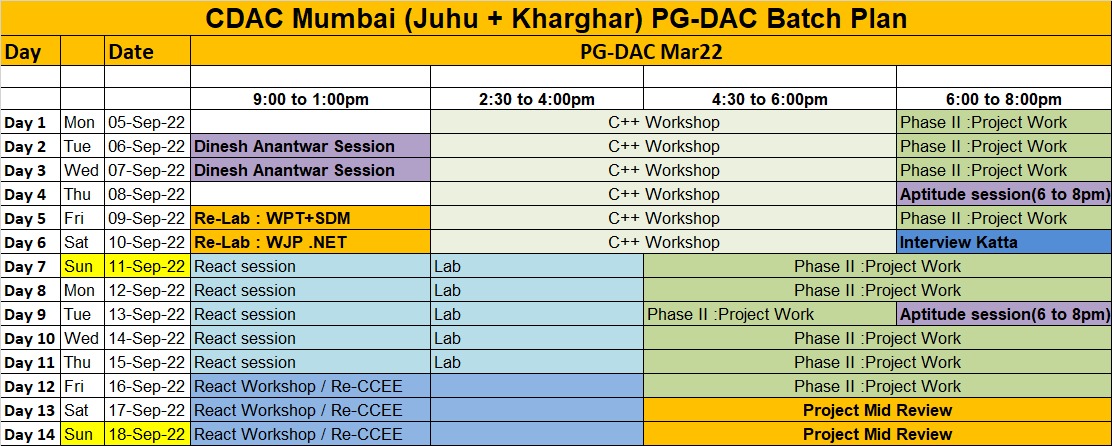 CDAC Mumbai (Juhu + Kharghar) PG-DAC Batch Plan
Day Date PG-DAC Mar22
9:00 to 1:00pm 2:30 to 4:00pm 4:30 to 6:00pm 6:00 to 8:00pm
Day 1 Mon 05-Sep-22 C++ Workshop Phase II :Project Work
Day 2 Tue 06-Sep-22 Dinesh Anantwar Session C++ Workshop Phase II :Project Work
Day 3 Wed 07-Sep-22 Dinesh Anantwar Session C++ Workshop Phase II :Project Work
Day 4 Thu 08-Sep-22 C++ Workshop Aptitude session(6 to 8pm)
Day 5 Fri 09-Sep-22 Re-Lab : WPT+SDM C++ Workshop Phase II :Project Work
Day 6 Sat 10-Sep-22 Re-Lab : WJP .NET C++ Workshop Interview Katta
Day 7 Sun 11-Sep-22 React session Lab Phase II :Project Work
Day 8 Mon 12-Sep-22 React session Lab Phase II :Project Work
Day 9 Tue 13-Sep-22 React session Lab Phase II :Project Work Aptitude session(6 to 8pm)
Day 10 Wed 14-Sep-22 React session Lab Phase II :Project Work
Day 11 Thu 15-Sep-22 React session Lab Phase II :Project Work
Day 12 Fri 16-Sep-22 React Workshop / Re-CCEE Phase II :Project Work
Day 13 Sat 17-Sep-22 React Workshop / Re-CCEE Project Mid Review
Day 14 Sun 18-Sep-22 React Workshop / Re-CCEE Project Mid Review